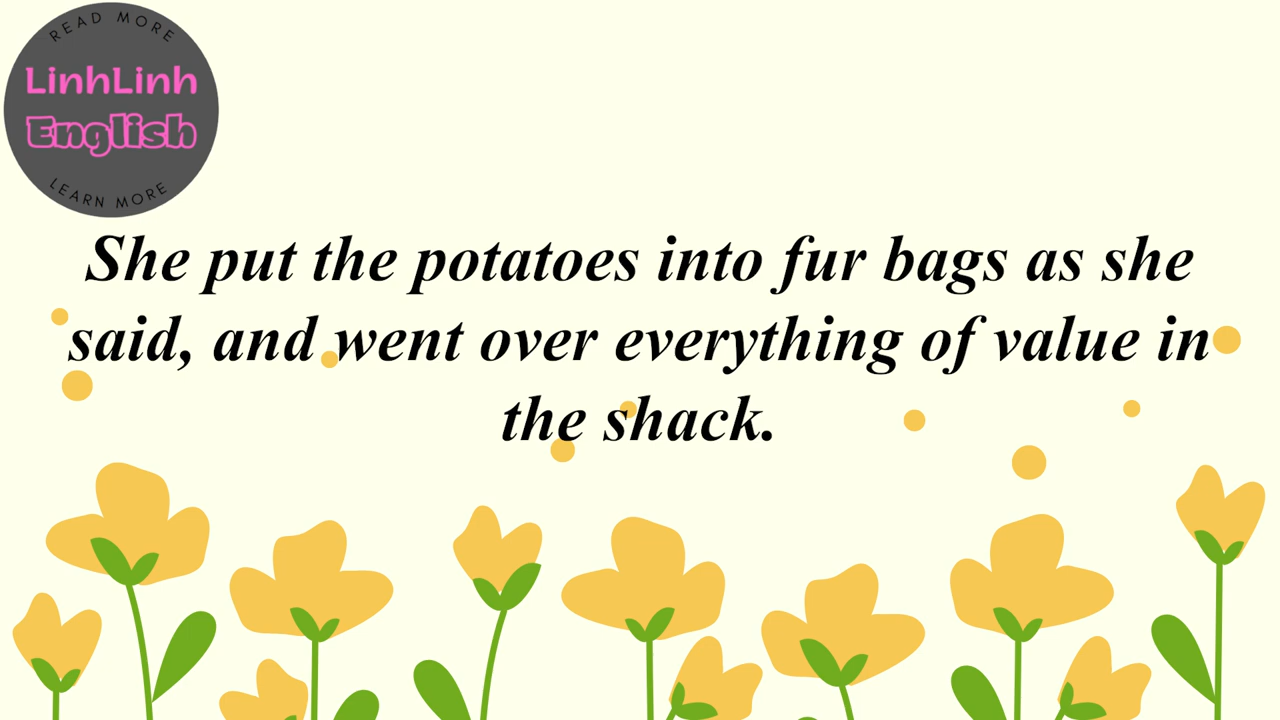 READ MORE
LinhLinh
English
LEARN MORE
She put the potatoes into fur bags as she
said, and went over everything of value in
the shack.